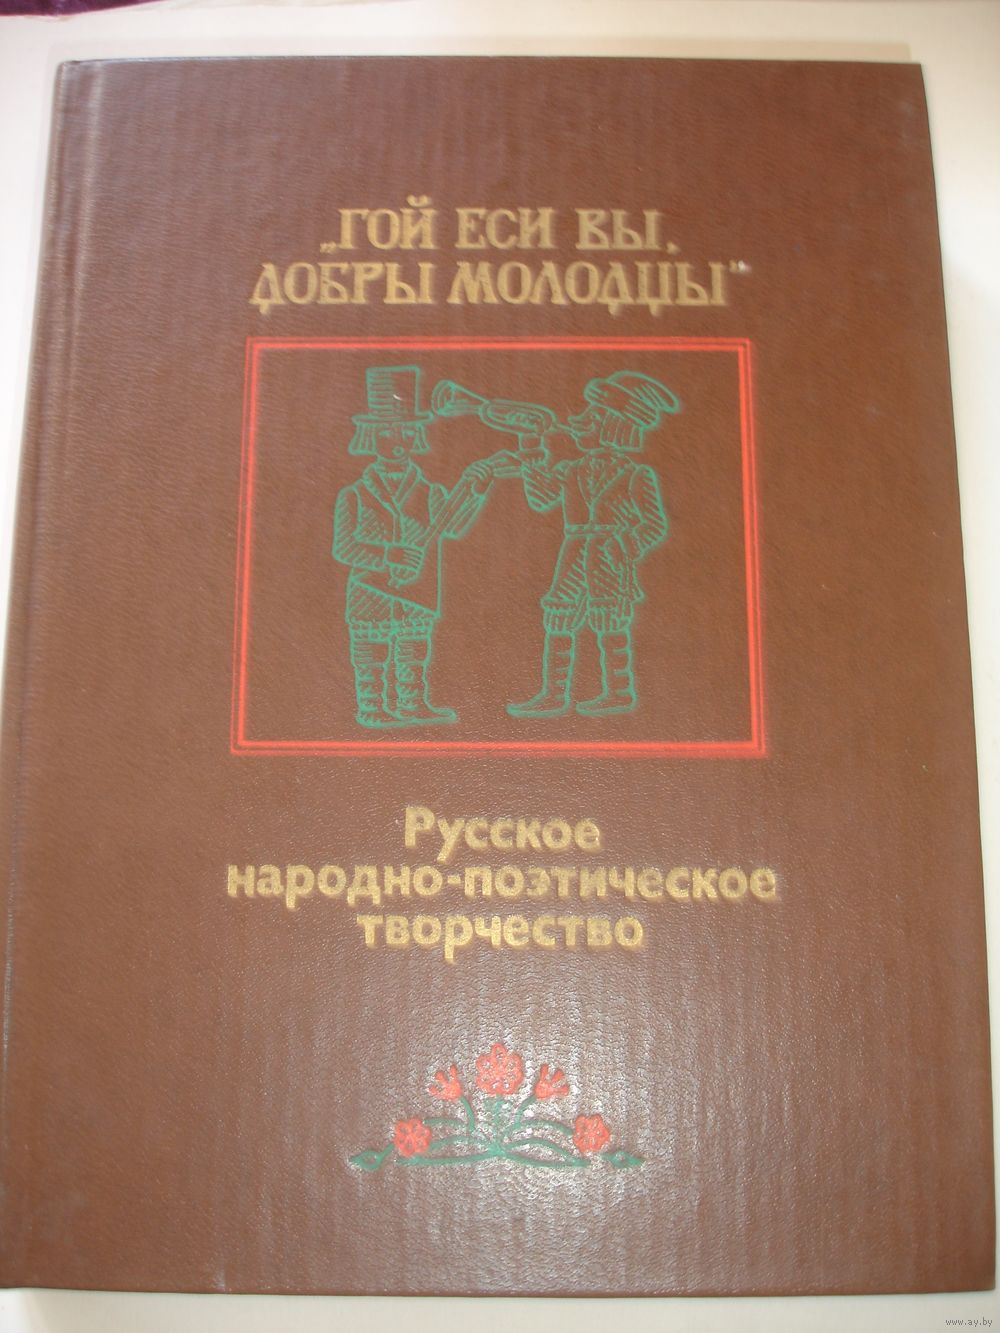 „ГОЙ ЕСИ ВЫ,
ДОБРЫ МОЛОДЦЫ"
Русское
народно-поэтическое
творчество
www.ay.by